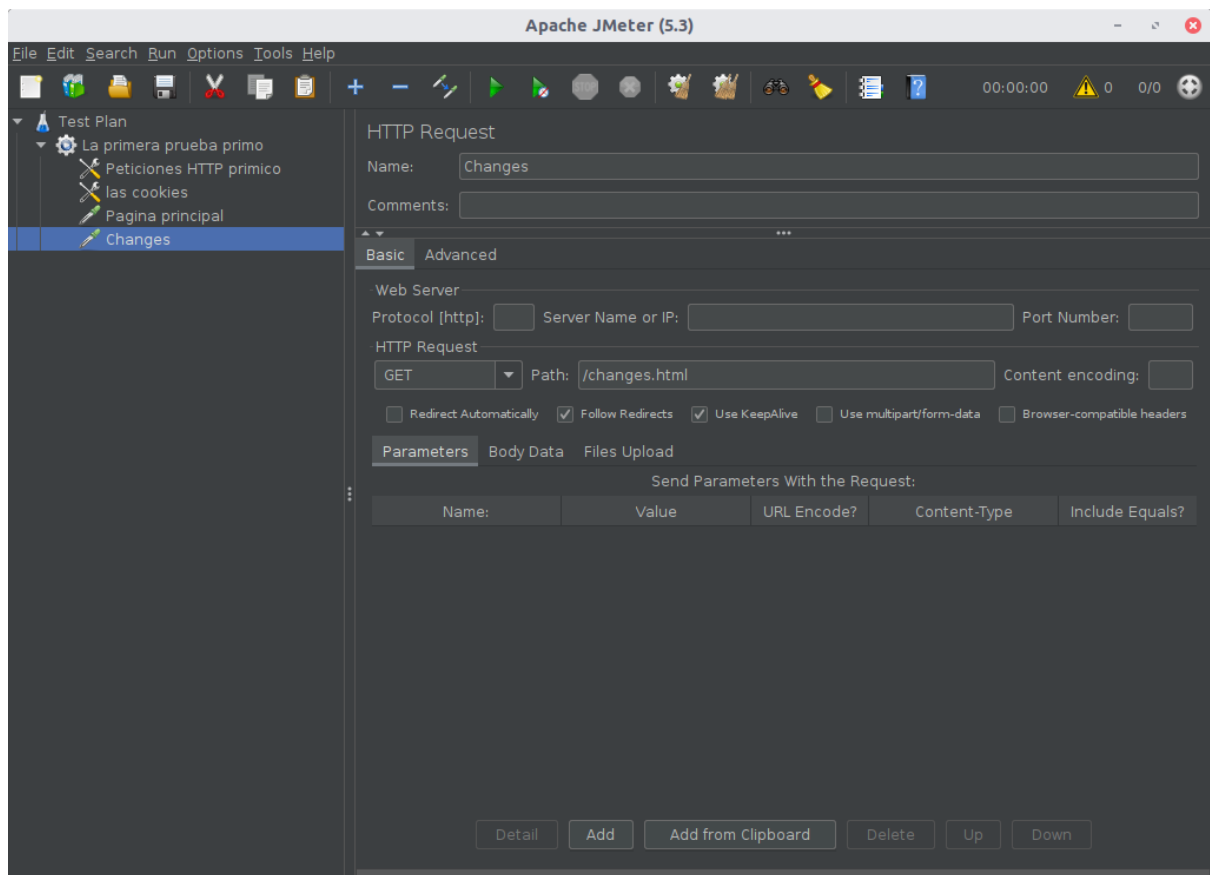 Apache JMeter (5.3)
File Edit Search Run Options Tools Help
STOP ? 00:00:00 0 0/0
Test Plan
La primera prueba primo
Peticiones HTTP primico
las cookies
Pagina principal
Changes
HTTP Request
Name: Changes
Comments:
Basic Advanced
Web Server
Protocol [http]: Server Name or IP: Port Number:
HTTP Request
GET Path: /changes.html Content encoding:
Redirect Automatically Follow Redirects Use KeepAlive Use multipart/form-data Browser-compatible headers
Parameters Body Data Files Upload
Send Parameters With the Request:
Name: Value URL Encode? Content-Type Include Equals?
Detail Add Add from Clipboard Delete Up Down